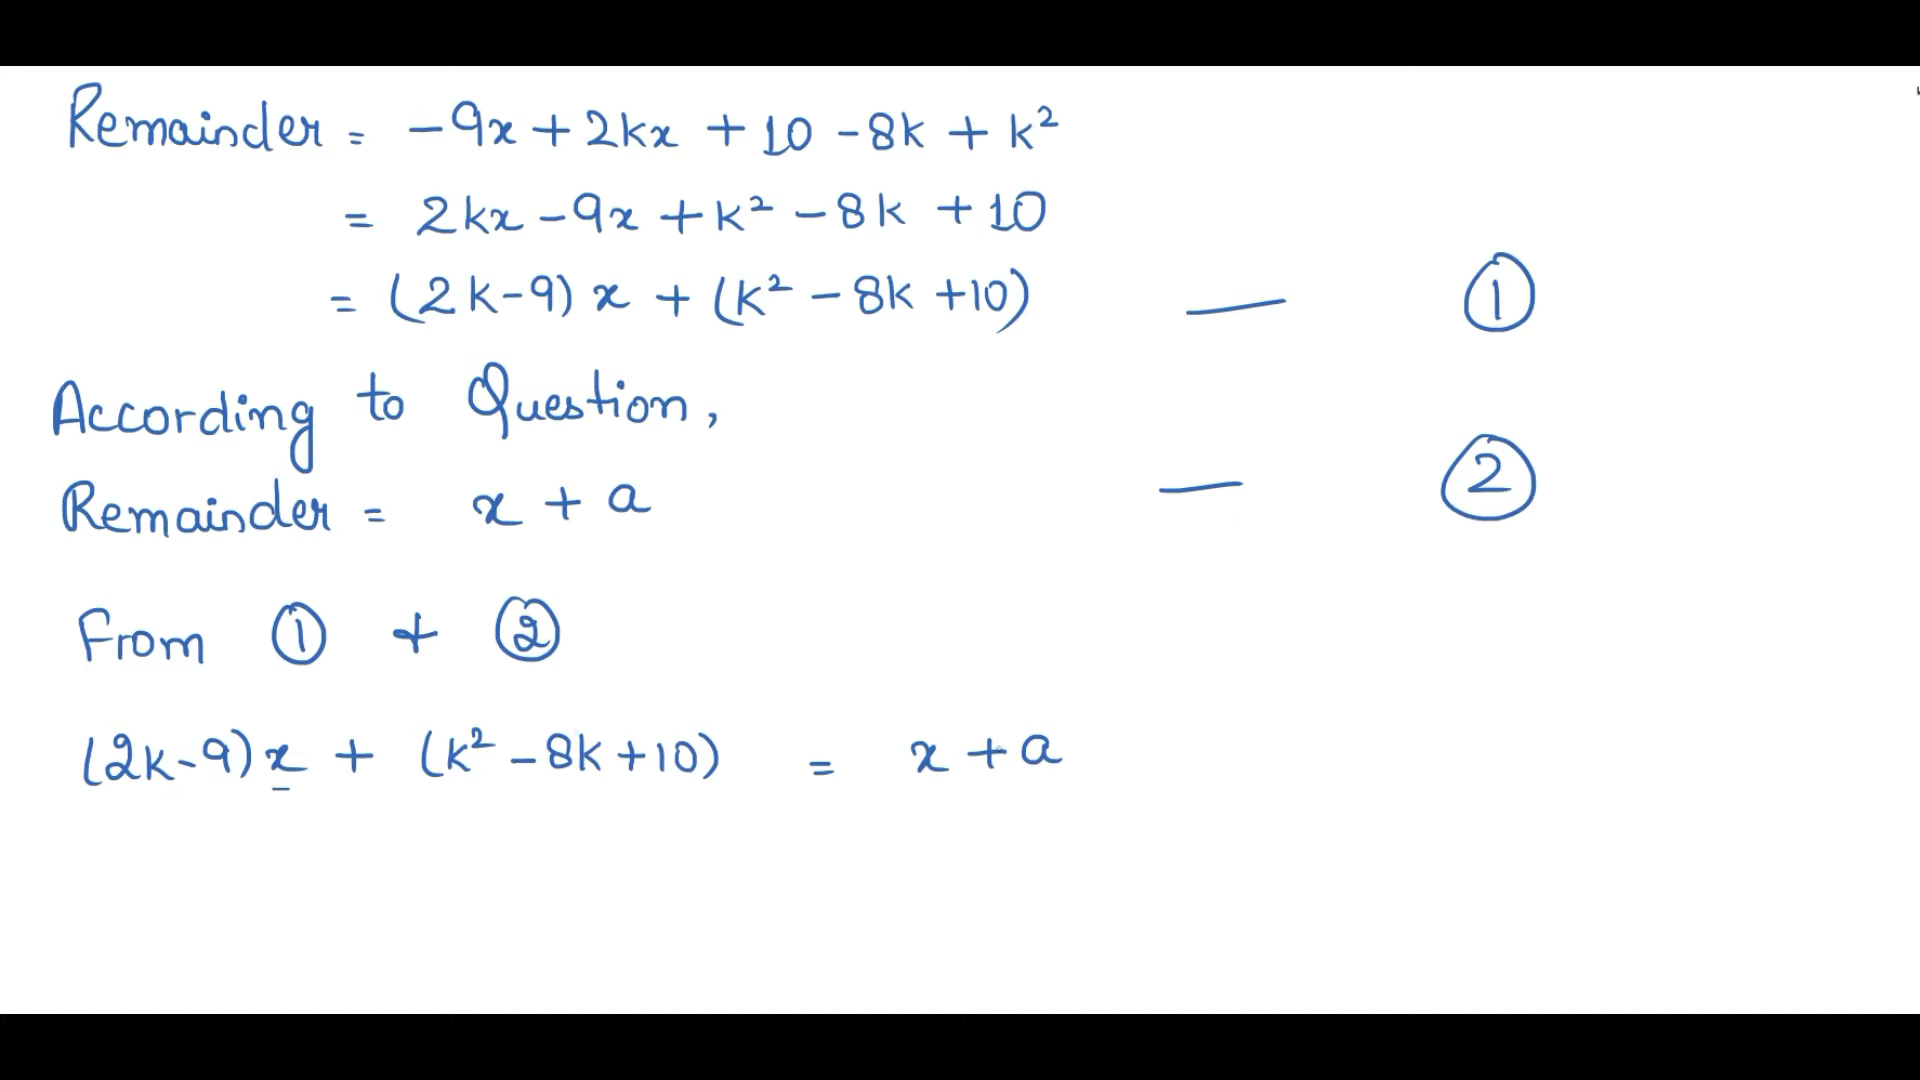 Remainder = -9x + 2kx + 10 - 8k + k²
= 2kx - 9x + k² - 8k + 10
= (2k-9) x + (k² - 8k + 10) — ①
According to Question,
Remainder = x + a — ②
From ① + ②
(2k-9)x + (k² - 8k + 10) = x + a